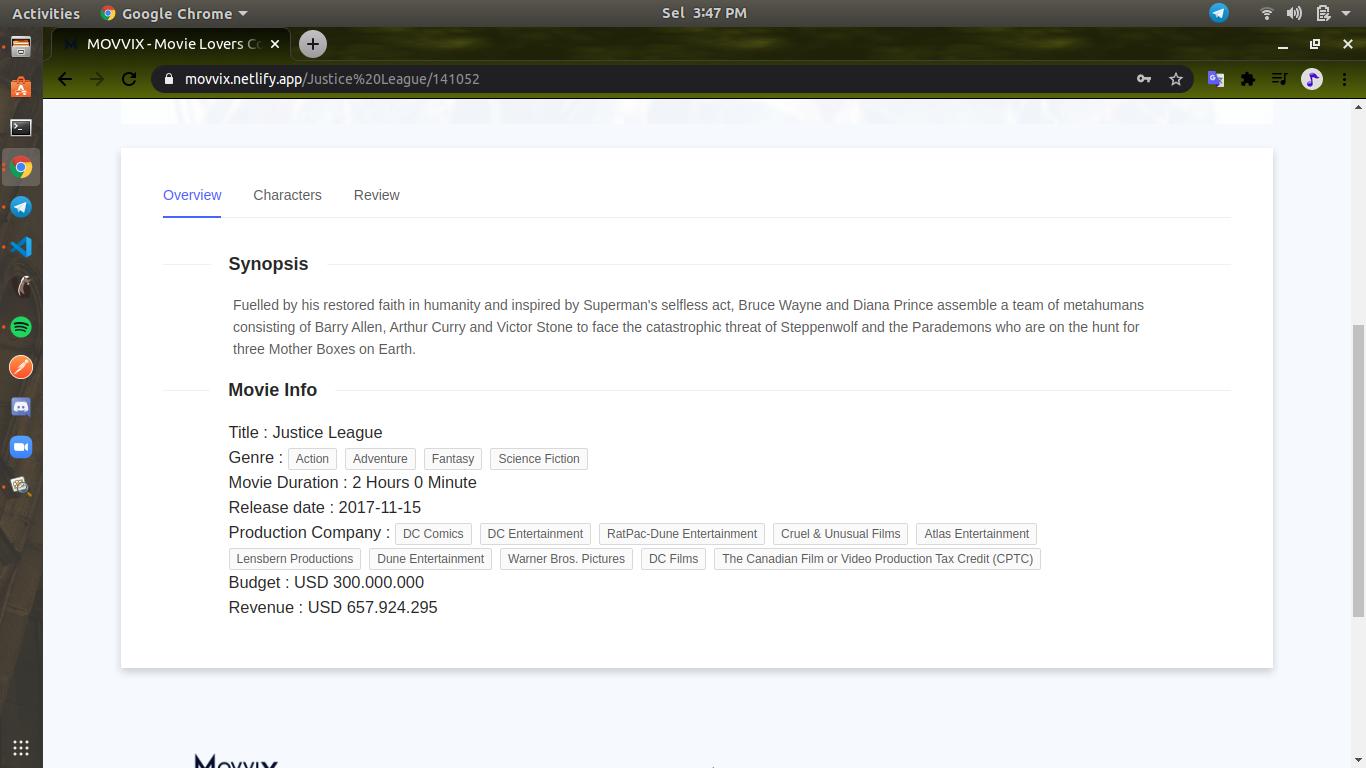 Activities Google Chrome Sel 3:47 PM
MOVVIX - Movie Lovers Co
movvix.netlify.app/Justice%20League/141052
Overview Characters Review
Synopsis
Fuelled by his restored faith in humanity and inspired by Superman's selfless act, Bruce Wayne and Diana Prince assemble a team of metahumans
consisting of Barry Allen, Arthur Curry and Victor Stone to face the catastrophic threat of Steppenwolf and the Parademons who are on the hunt for
three Mother Boxes on Earth.
Movie Info
Title : Justice League
Genre : Action Adventure Fantasy Science Fiction
Movie Duration : 2 Hours 0 Minute
Release date : 2017-11-15
Production Company : DC Comics DC Entertainment RatPac-Dune Entertainment Cruel & Unusual Films Atlas Entertainment
Lensbern Productions Dune Entertainment Warner Bros. Pictures DC Films The Canadian Film or Video Production Tax Credit (CPTC)
Budget : USD 300.000.000
Revenue : USD 657.924.295
Movvix